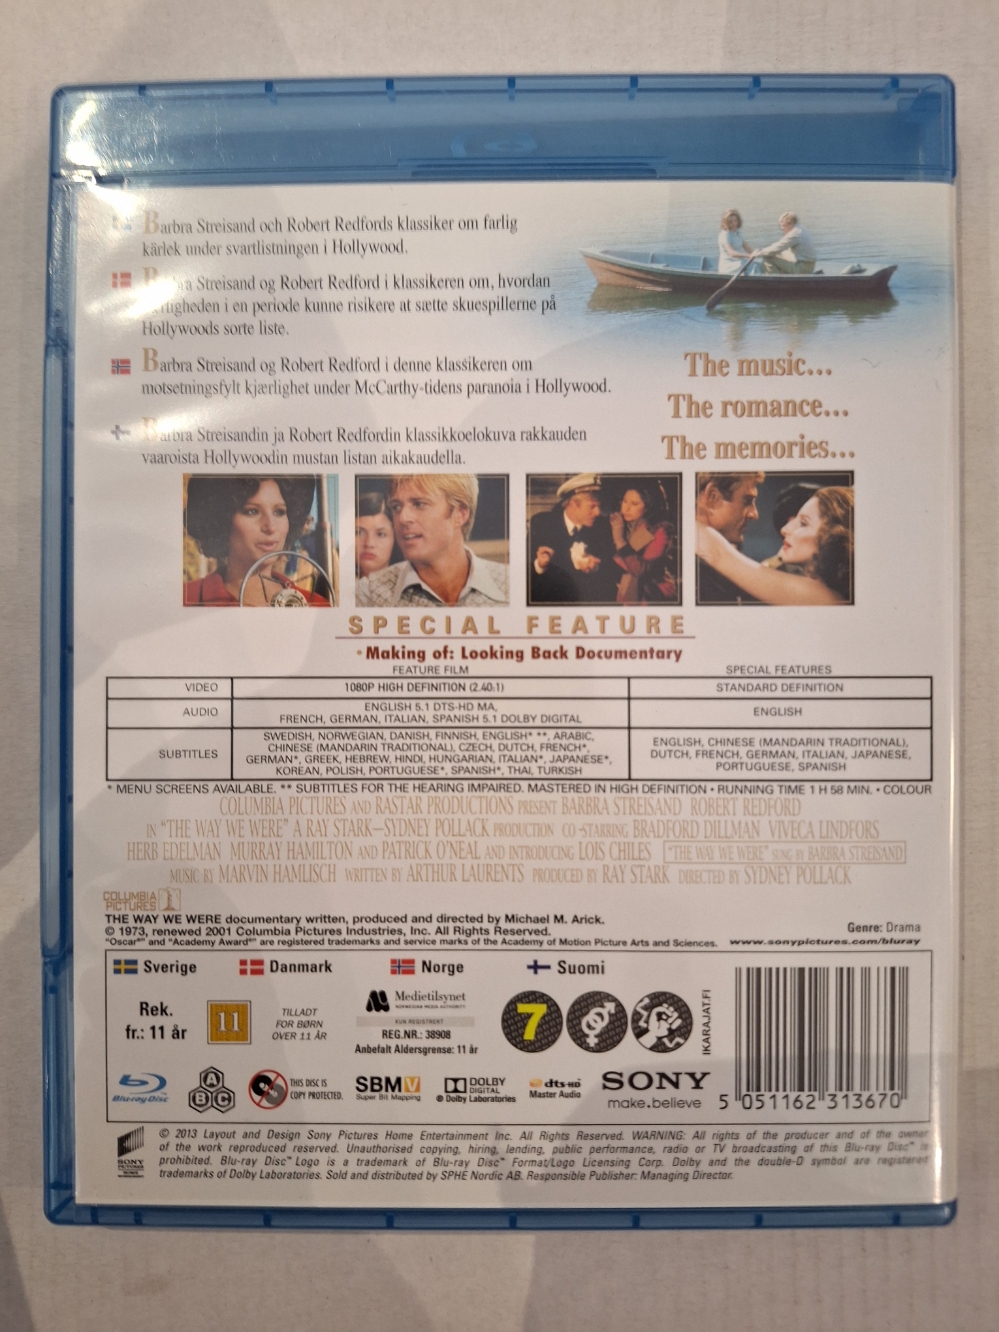 Barbra Streisand och Robert Redfords klassiker om farlig
kärlek under svartlistningen i Hollywood.
Barbra Streisand og Robert Redford i klassikeren om, hvordan
kærligheden i en periode kunne risikere at sætte skuespillerne på
Hollywoods sorte liste.
Barbra Streisand og Robert Redford i denne klassikeren om
motsetningsfylt kjærlighet under McCarthy-tidens paranoia i Hollywood.
Barbra Streisandin ja Robert Redfordin klassikkoelokuva rakkauden
vaaroista Hollywoodin mustan listan aikakaudella.
The music...
The romance...
The memories...
SPECIAL FEATURE
• Making of: Looking Back Documentary
FEATURE FILM SPECIAL FEATURES
VIDEO 1080P HIGH DEFINITION (2.40:1) STANDARD DEFINITION
AUDIO ENGLISH 5.1 DTS-HD MA,
FRENCH, GERMAN, ITALIAN, SPANISH 5.1 DOLBY DIGITAL
ENGLISH
SUBTITLES SWEDISH, NORWEGIAN, DANISH, FINNISH, ENGLISH* **, ARABIC,
CHINESE (MANDARIN TRADITIONAL), CZECH, DUTCH, FRENCH*,
GERMAN*, GREEK, HEBREW, HINDI, HUNGARIAN, ITALIAN*, JAPANESE*,
KOREAN, POLISH, PORTUGUESE*, SPANISH*, THAI, TURKISH
ENGLISH, CHINESE (MANDARIN TRADITIONAL),
DUTCH, FRENCH, GERMAN, ITALIAN, JAPANESE,
PORTUGUESE, SPANISH
* MENU SCREENS AVAILABLE. ** SUBTITLES FOR THE HEARING IMPAIRED. MASTERED IN HIGH DEFINITION • RUNNING TIME 1 H 58 MIN. • COLOUR
COLUMBIA PICTURES AND RASTAR PRODUCTIONS PRESENT BARBRA STREISAND ROBERT REDFORD
IN "THE WAY WE WERE" A RAY STARK–SYDNEY POLLACK PRODUCTION CO-STARRING BRADFORD DILLMAN VIVECA LINDFORS
HERB EDELMAN MURRAY HAMILTON AND PATRICK O'NEAL AND INTRODUCING LOIS CHILES "THE WAY WE WERE" SUNG BY BARBRA STREISAND
MUSIC BY MARVIN HAMLISCH WRITTEN BY ARTHUR LAURENTS PRODUCED BY RAY STARK DIRECTED BY SYDNEY POLLACK
COLUMBIA
PICTURES
THE WAY WE WERE documentary written, produced and directed by Michael M. Arick.
© 1973, renewed 2001 Columbia Pictures Industries, Inc. All Rights Reserved.
"Oscar®" and "Academy Award®" are registered trademarks and service marks of the Academy of Motion Picture Arts and Sciences.
Genre: Drama
www.sonypictures.com/bluray
Sverige Danmark Norge Suomi
Rek.
fr.: 11 år
11
TILLADT
FOR BØRN
OVER 11 ÅR
Medietilsynet
NORWEGIAN MEDIA AUTHORITY
KUN REGISTRERT
REG.NR.: 38908
Anbefalt Aldersgrense: 11 år
7
IKARAJAT.FI
Blu-ray Disc
A
B C
THIS DISC IS
COPY PROTECTED.
SBMV
Super Bit Mapping
DOLBY
DIGITAL
® Dolby Laboratories
dts-HD
Master Audio
SONY
make.believe
5 051162 313670
SONY
PICTURES
© 2013 Layout and Design Sony Pictures Home Entertainment Inc. All Rights Reserved. WARNING: All rights of the producer and of the owner
of the work reproduced reserved. Unauthorised copying, hiring, lending, public performance, radio or TV broadcasting of this Blu-ray Disc™ is
prohibited. Blu-ray Disc™ Logo is a trademark of Blu-ray Disc™ Format/Logo Licensing Corp. Dolby and the double-D symbol are registered
trademarks of Dolby Laboratories. Sold and distributed by SPHE Nordic AB. Responsible Publisher: Managing Director.